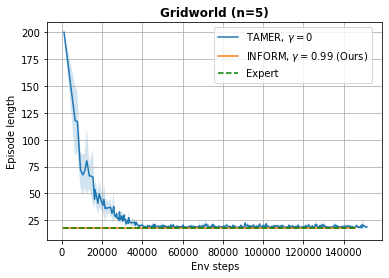 Gridworld (n=5)
TAMER, γ = 0
INFORM, γ = 0.99 (Ours)
Expert
Episode length
200
175
150
125
100
75
50
25
0 20000 40000 60000 80000 100000 120000 140000
Env steps